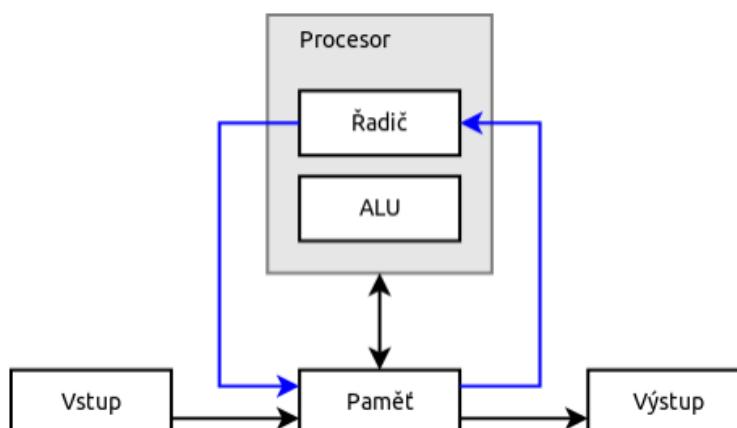 Procesor
Řadič
ALU
Vstup
Paměť
Výstup